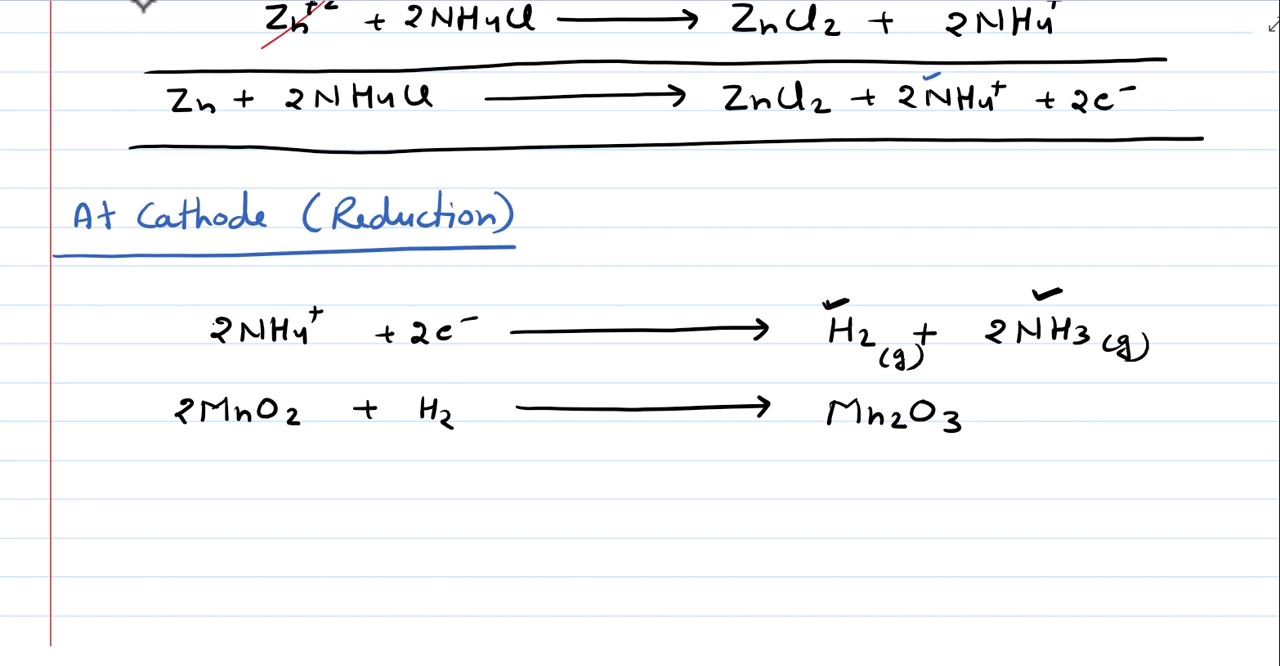 Zn⁺² + 2NH₄Cl ⟶ ZnCl₂ + 2NH₄⁺
Zn + 2NH₄Cl ⟶ ZnCl₂ + 2NH₄⁺ + 2e⁻
At Cathode (Reduction)
2NH₄⁺ + 2e⁻ ⟶ H₂(g) + 2NH₃(g)
2MnO₂ + H₂ ⟶ Mn₂O₃